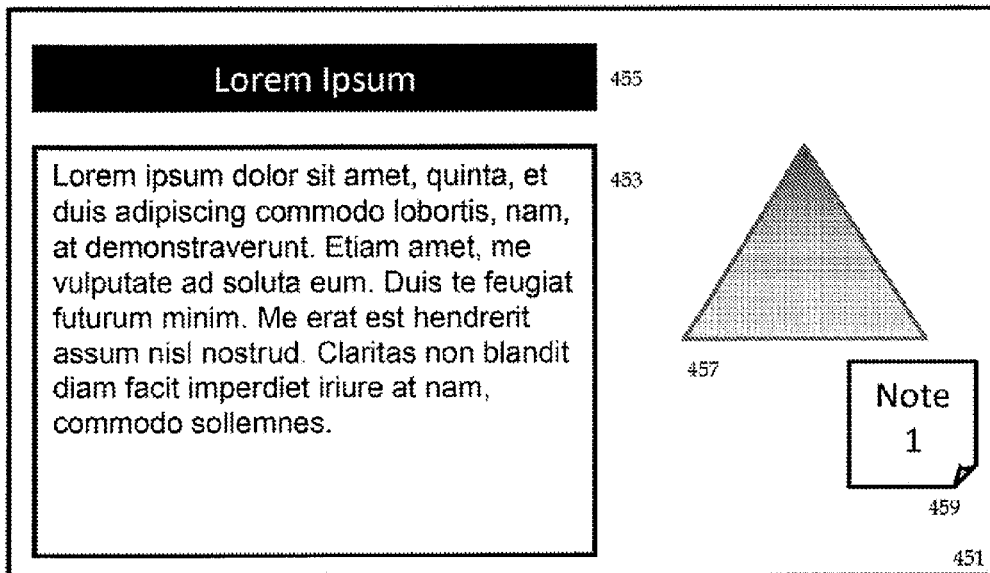 Lorem Ipsum
455
Lorem ipsum dolor sit amet, quinta, et
duis adipiscing commodo lobortis, nam,
at demonstraverunt. Etiam amet, me
vulputate ad soluta eum. Duis te feugiat
futurum minim. Me erat est hendrerit
assum nisl nostrud. Claritas non blandit
diam facit imperdiet iriure at nam,
commodo sollemnes.
453
457
Note
1
459
451